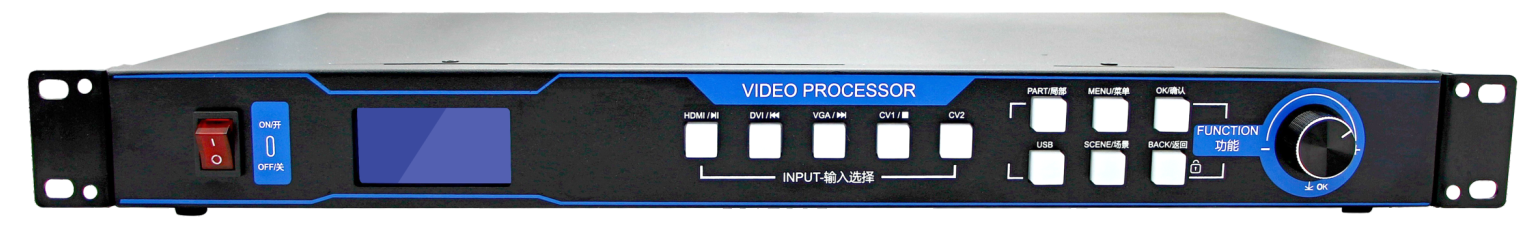 VIDEO PROCESSOR
ON/开
OFF/关
HDMI / ⏯
DVI / ⏮
VGA / ⏭
CV1 / ⏹
CV2
INPUT-输入选择
PART/局部
MENU/菜单
OK/确认
USB
SCENE/场景
BACK/返回
FUNCTION
功能
OK